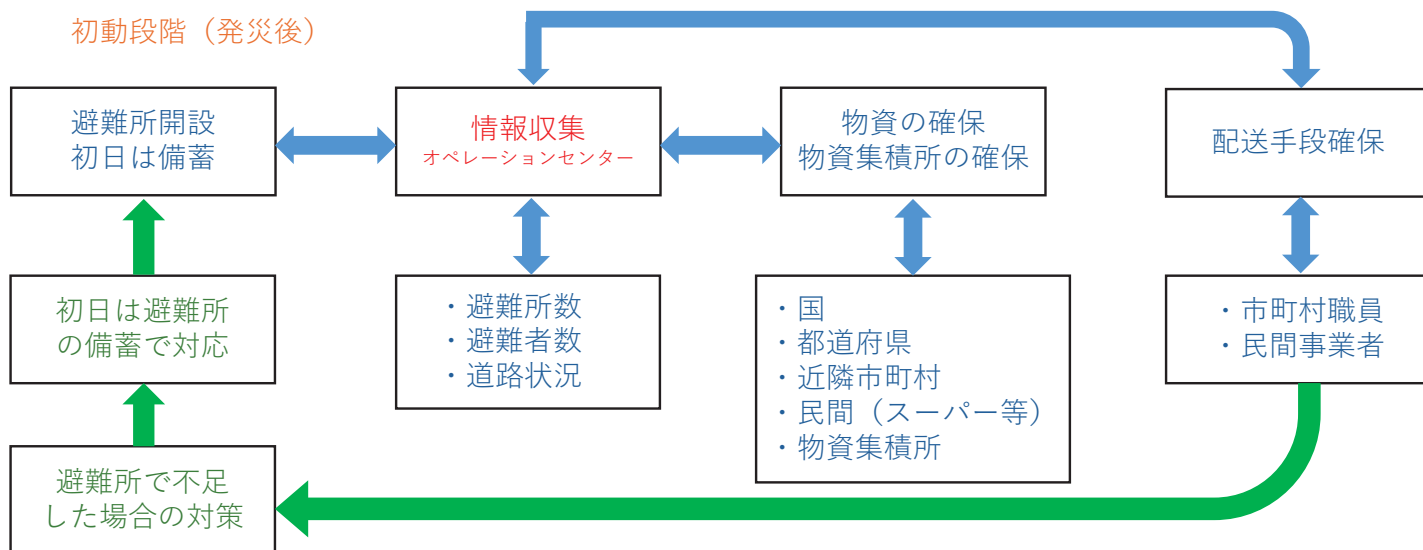 初動段階（発災後）
避難所開設
初日は備蓄
情報収集
オペレーションセンター
物資の確保
物資集積所の確保
配送手段確保
初日は避難所
の備蓄で対応
・避難所数
・避難者数
・道路状況
・国
・都道府県
・近隣市町村
・民間（スーパー等）
・物資集積所
・市町村職員
・民間事業者
避難所で不足
した場合の対策